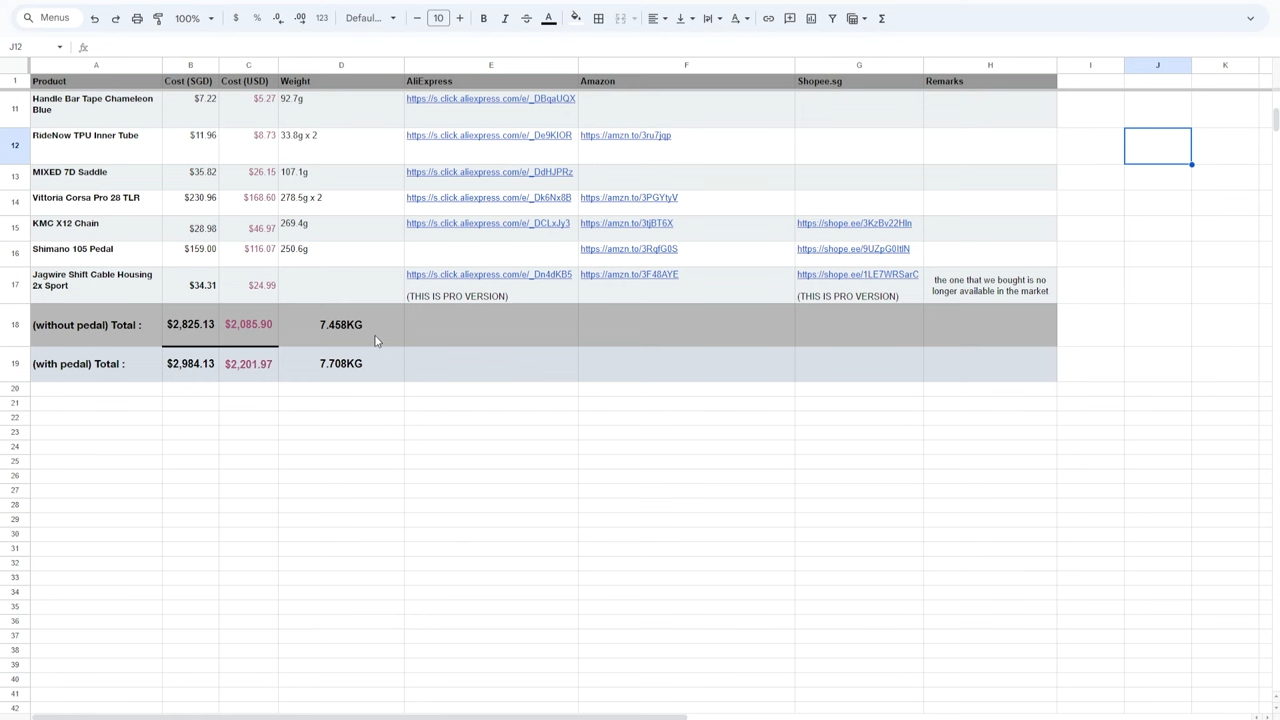 Menus 100% $ % .0 .00 123 Defaul... 10 B I A Σ
J12 fx
A B C D E F G H I J K
1 Product Cost (SGD) Cost (USD) Weight AliExpress Amazon Shopee.sg Remarks
11 Handle Bar Tape Chameleon $7.22 $5.27 92.7g https://s.click.aliexpress.com/e/_DBqaUQX
Blue
12 RideNow TPU Inner Tube $11.96 $8.73 33.8g x 2 https://s.click.aliexpress.com/e/_De9KIOR https://amzn.to/3ru7jqp
13 MIXED 7D Saddle $35.82 $26.15 107.1g https://s.click.aliexpress.com/e/_DdHJPRz
14 Vittoria Corsa Pro 28 TLR $230.96 $168.60 278.5g x 2 https://s.click.aliexpress.com/e/_Dk6Nx8B https://amzn.to/3PGYtyV
15 KMC X12 Chain $28.98 $46.97 269.4g https://s.click.aliexpress.com/e/_DCLxJy3 https://amzn.to/3tjBT6X https://shope.ee/3KzBv22HIn
16 Shimano 105 Pedal $159.00 $116.07 250.6g https://amzn.to/3RqfG0S https://shope.ee/9UZpG0ItlN
17 Jagwire Shift Cable Housing $34.31 $24.99 https://s.click.aliexpress.com/e/_Dn4dKB5 https://amzn.to/3F48AYE https://shope.ee/1LE7WRSarC the one that we bought is no
2x Sport (THIS IS PRO VERSION) (THIS IS PRO VERSION) longer available in the market
18 (without pedal) Total : $2,825.13 $2,085.90 7.458KG
19 (with pedal) Total : $2,984.13 $2,201.97 7.708KG
20
21
22
23
24
25
26
27
28
29
30
31
32
33
34
35
36
37
38
39
40
41
42